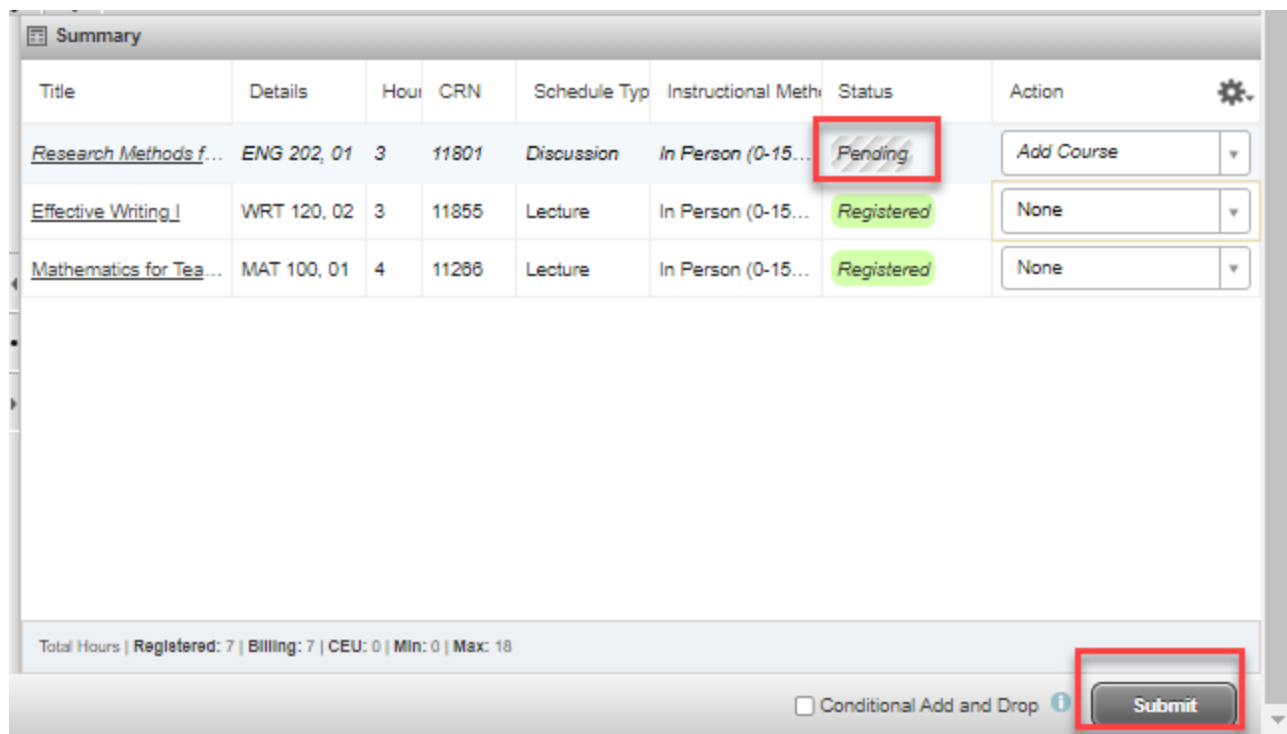 Summary
Title Details Hour CRN Schedule Typ Instructional Meth Status Action
Research Methods f... ENG 202, 01 3 11801 Discussion In Person (0-15... Pending Add Course
Effective Writing I WRT 120, 02 3 11855 Lecture In Person (0-15... Registered None
Mathematics for Tea... MAT 100, 01 4 11266 Lecture In Person (0-15... Registered None
Total Hours | Registered: 7 | Billing: 7 | CEU: 0 | Min: 0 | Max: 18
Conditional Add and Drop Submit